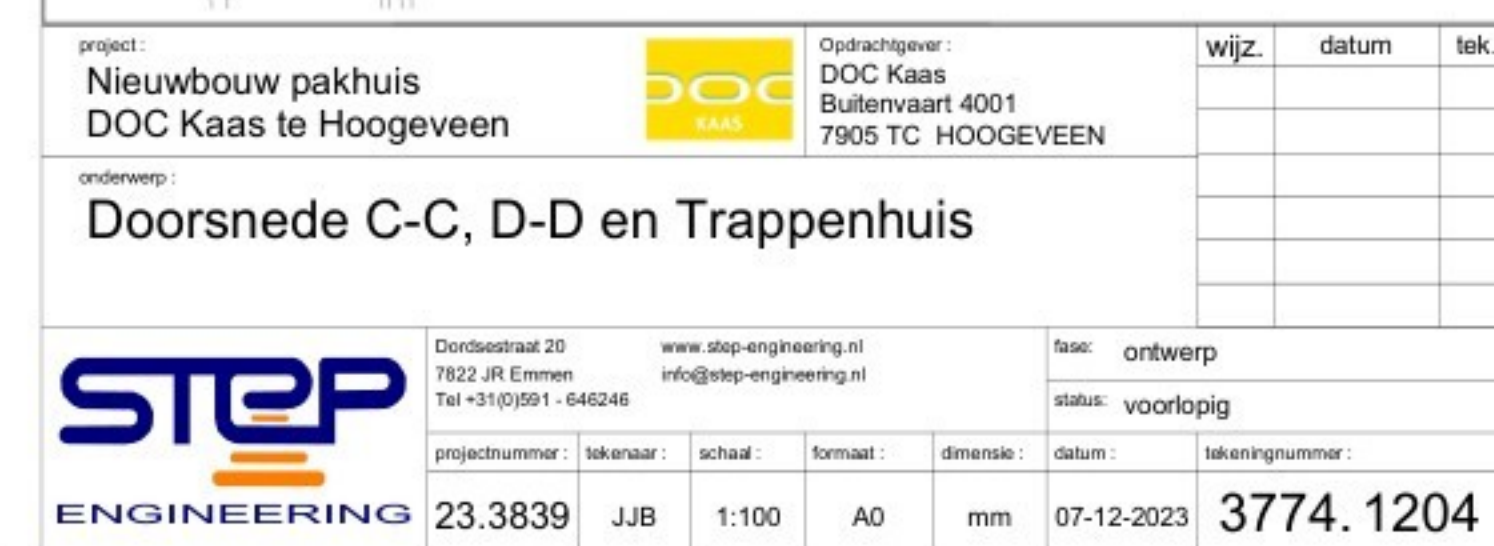 project :
Nieuwbouw pakhuis
DOC Kaas te Hoogeveen
DOC
KAAS
Opdrachtgever :
DOC Kaas
Buitenvaart 4001
7905 TC HOOGEVEEN
wijz. datum tek.
onderwerp :
Doorsnede C-C, D-D en Trappenhuis
STEP
ENGINEERING
Dordsestraat 20 www.step-engineering.nl
7822 JR Emmen info@step-engineering.nl
Tel +31(0)591 - 646246
fase: ontwerp
status: voorlopig
projectnummer : tekenaar : schaal : formaat : dimensie : datum : tekeningnummer :
23.3839 JJB 1:100 A0 mm 07-12-2023 3774.1204